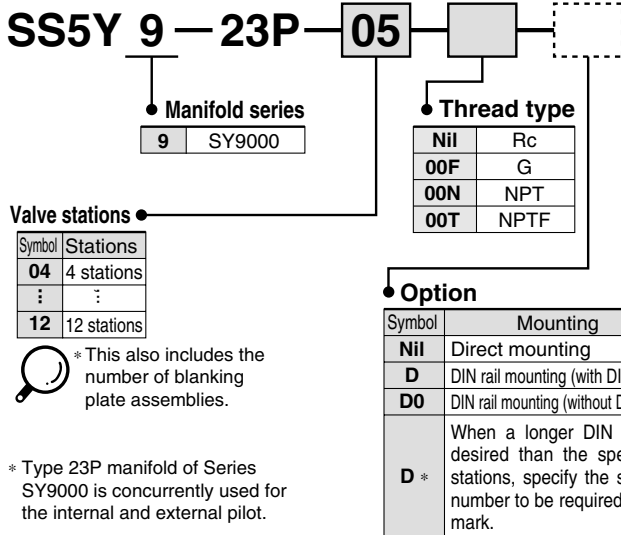 SS5Y 9 — 23P — 05 —
Manifold series
9 SY9000
Thread type
Nil Rc
00F G
00N NPT
00T NPTF
Valve stations
Symbol Stations
04 4 stations
⋮ ⋮
12 12 stations
* This also includes the
number of blanking
plate assemblies.
* Type 23P manifold of Series
SY9000 is concurrently used for
the internal and external pilot.
Option
Symbol Mounting
Nil Direct mounting
D DIN rail mounting (with
D0 DIN rail mounting (without
When a longer DIN
desired than the
D * stations, specify the
number to be required
mark.